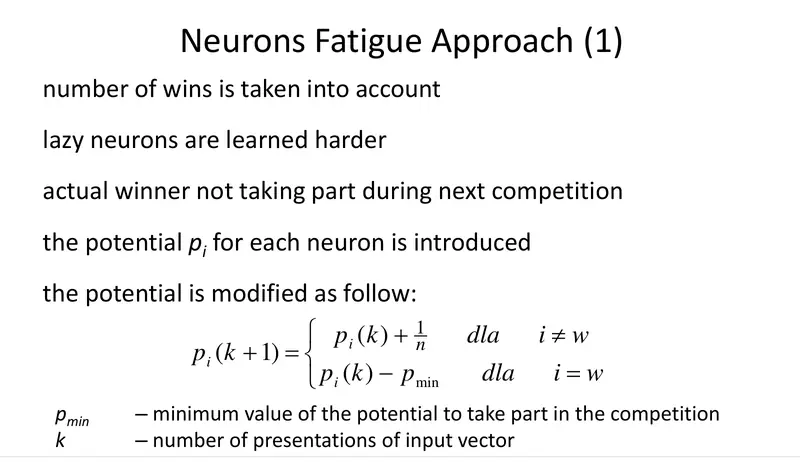 Neurons Fatigue Approach (1)
number of wins is taken into account
lazy neurons are learned harder
actual winner not taking part during next competition
the potential pᵢ for each neuron is introduced
the potential is modified as follow:
pᵢ(k + 1) = { pᵢ(k) + 1/n dla i ≠ w
pᵢ(k) − p_min dla i = w
p_min – minimum value of the potential to take part in the competition
k – number of presentations of input vector